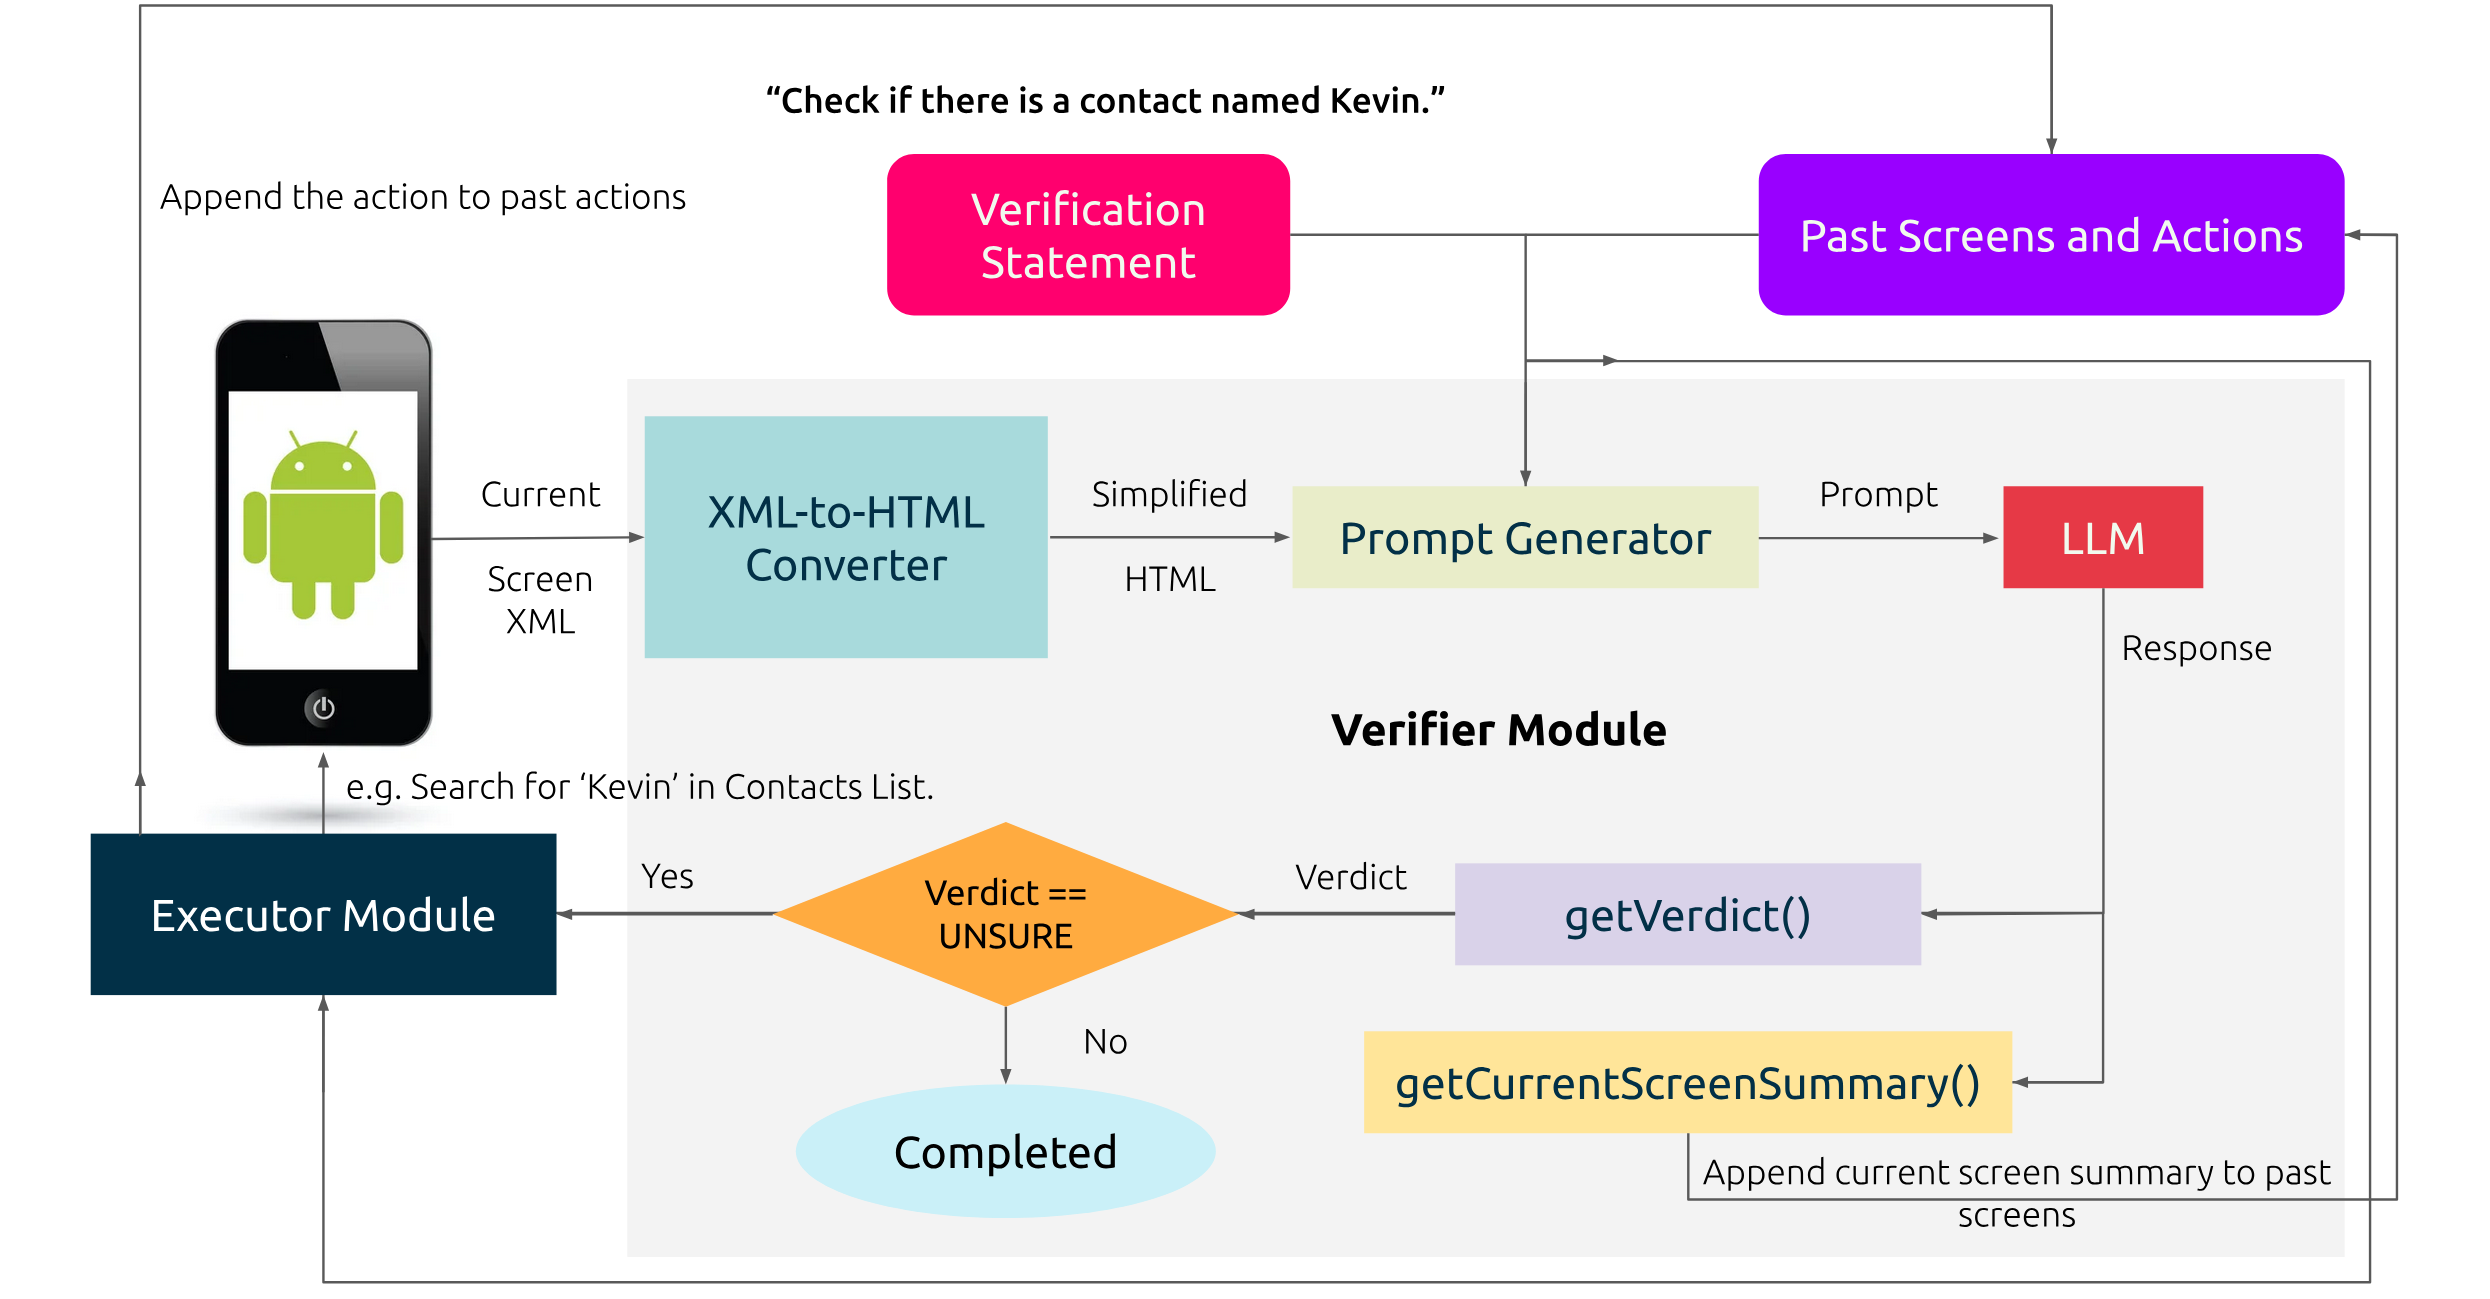 “Check if there is a contact named Kevin.”
Append the action to past actions
Verification
Statement
Past Screens and Actions
Current
Screen
XML
XML-to-HTML
Converter
Simplified
HTML
Prompt Generator
Prompt
LLM
Response
Verifier Module
e.g. Search for ‘Kevin’ in Contacts List.
Executor Module
Yes
Verdict ==
UNSURE
Verdict
getVerdict()
No
getCurrentScreenSummary()
Completed
Append current screen summary to past
screens